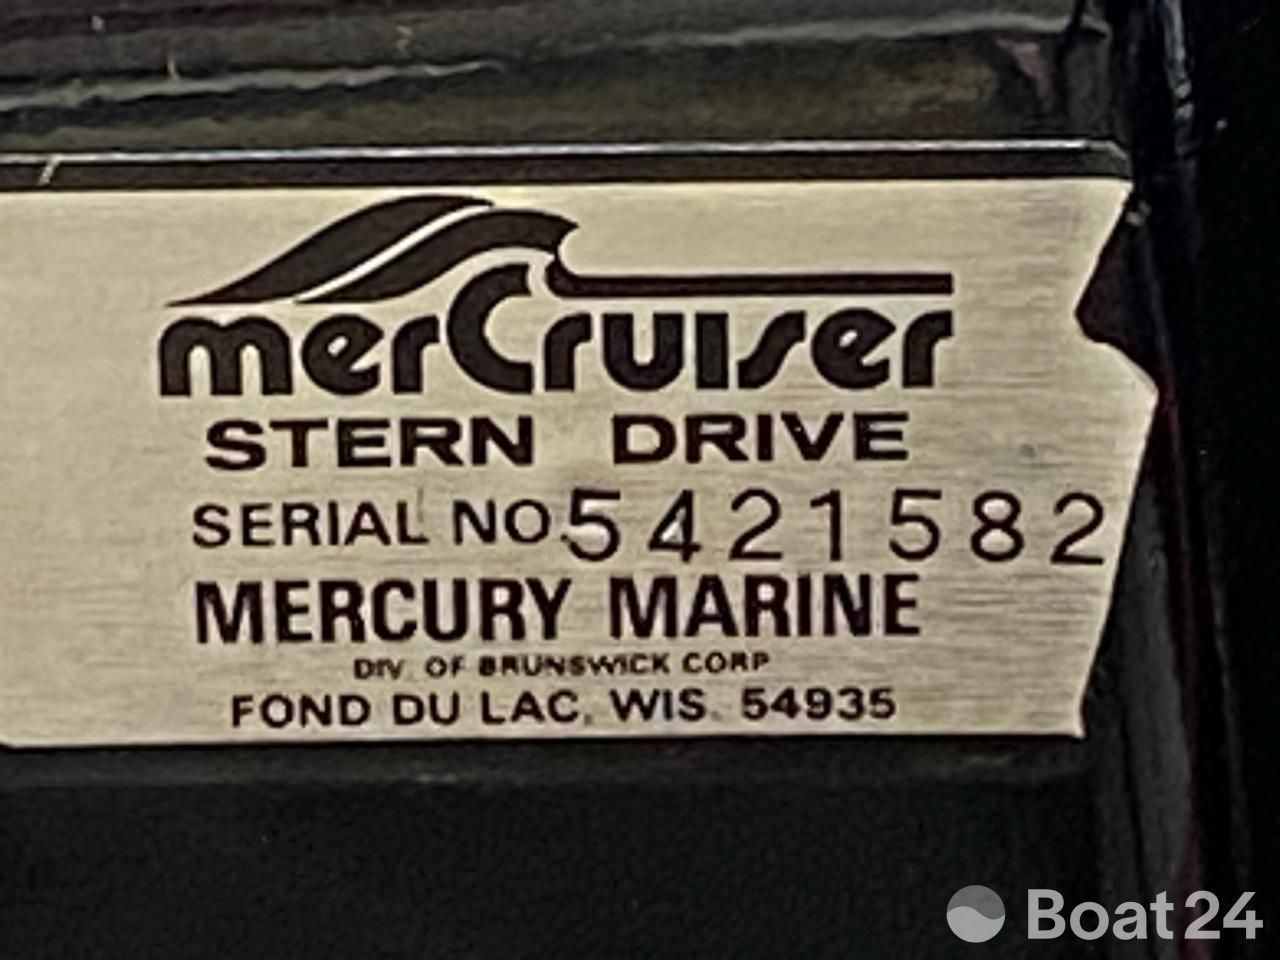 merCruiser
STERN DRIVE
SERIAL NO. 5421582
MERCURY MARINE
DIV. OF BRUNSWICK CORP
FOND DU LAC, WIS. 54935
Boat24